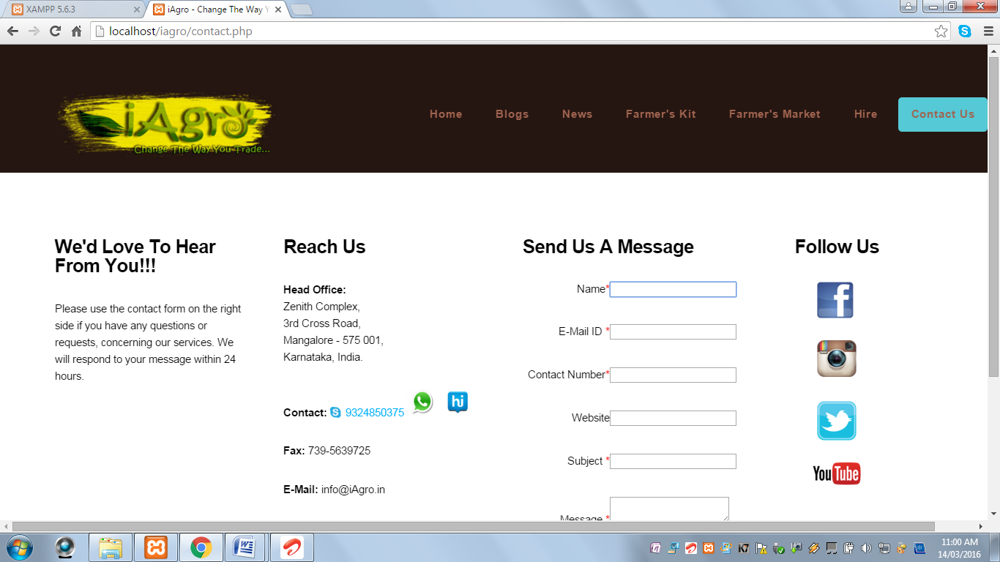 XAMPP 5.6.3
iAgro - Change The Way Y
localhost/iagro/contact.php
iAgro
Change The Way You Trade...
Home
Blogs
News
Farmer's Kit
Farmer's Market
Hire
Contact Us
We'd Love To Hear
From You!!!
Please use the contact form on the right
side if you have any questions or
requests, concerning our services. We
will respond to your message within 24
hours.
Reach Us
Head Office:
Zenith Complex,
3rd Cross Road,
Mangalore - 575 001,
Karnataka, India.
Contact: 9324850375
hi
Fax: 739-5639725
E-Mail: info@iAgro.in
Send Us A Message
Name*
E-Mail ID *
Contact Number*
Website
Subject *
Message *
Follow Us
You Tube
K7
11:00 AM
14/03/2016